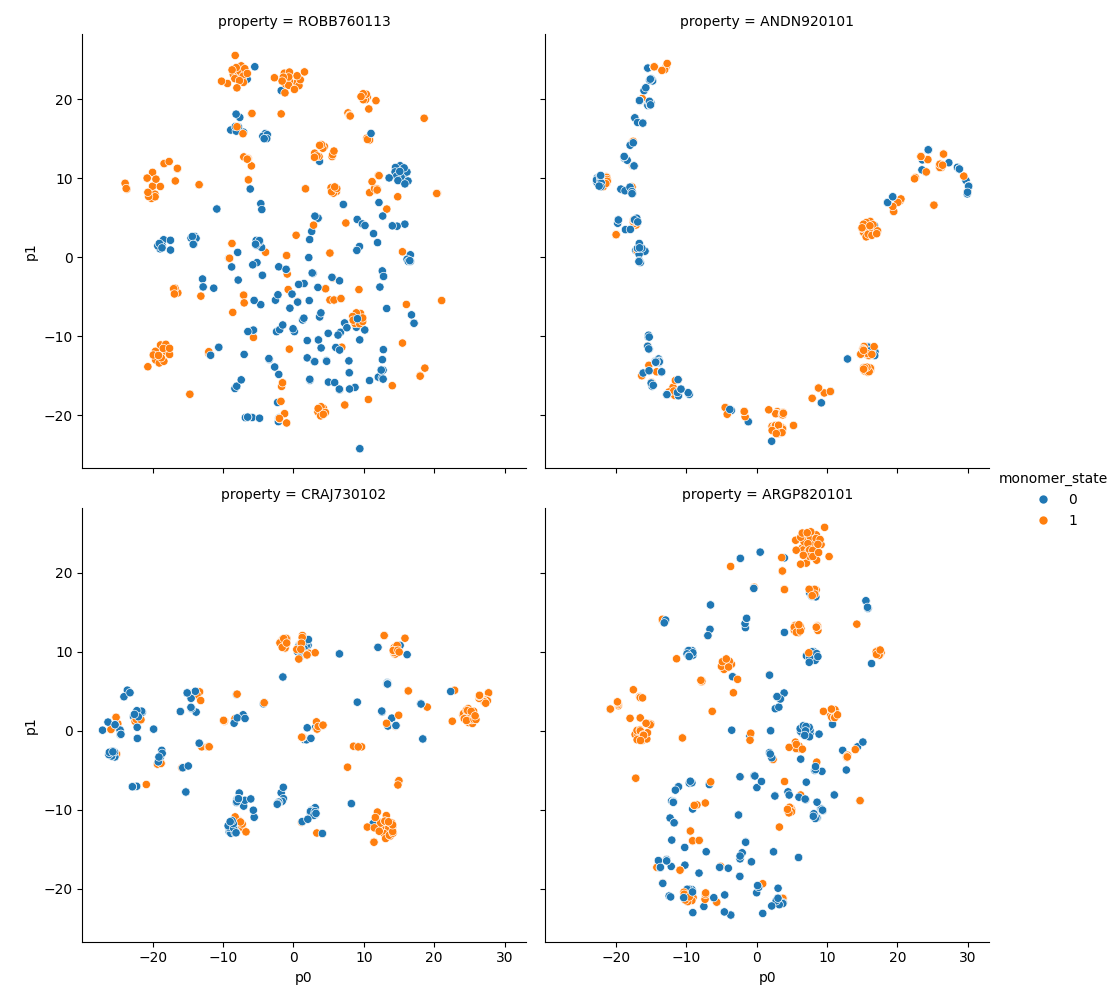 property = ROBB760113
property = ANDN920101
20
10
0
−10
−20
p1
property = CRAJ730102
property = ARGP820101
monomer_state
0
1
20
10
0
−10
−20
p1
−20 −10 0 10 20 30
p0
−20 −10 0 10 20 30
p0